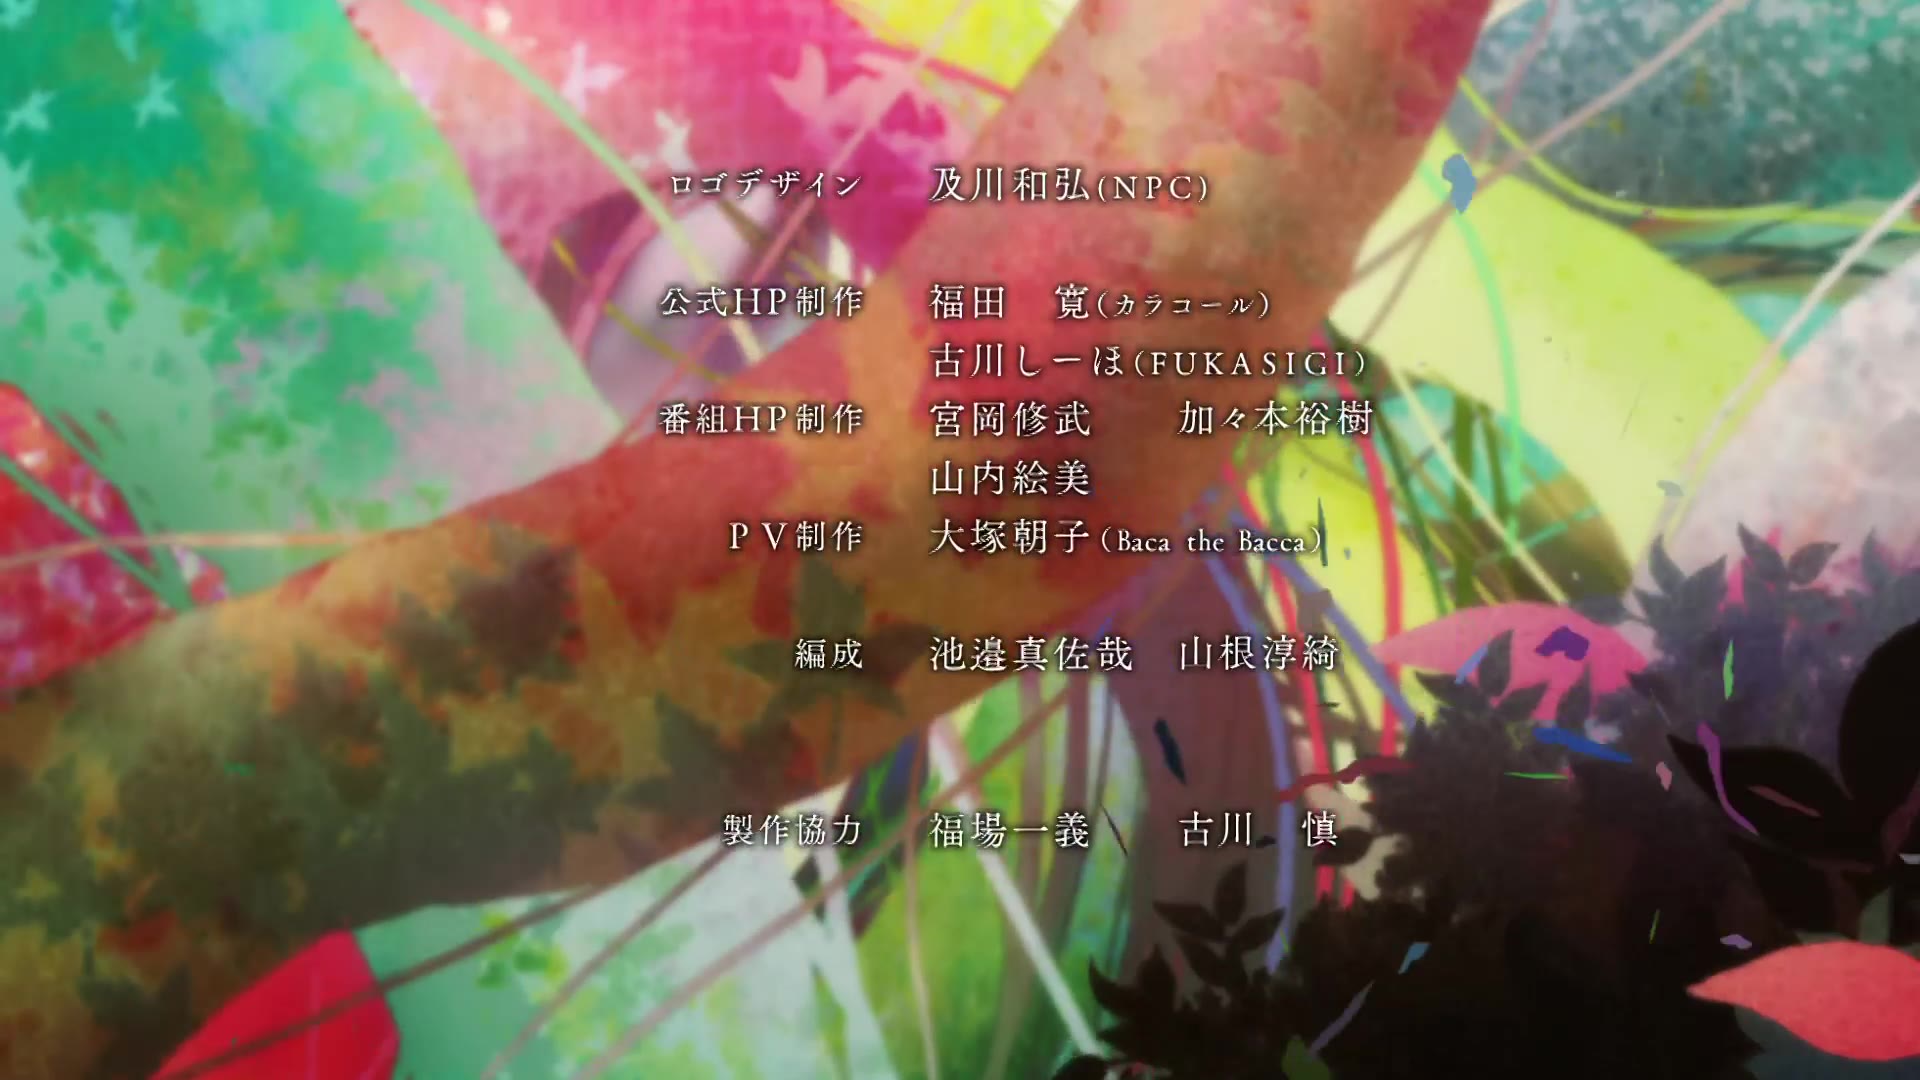 ロゴデザイン 及川和弘(NPC)
公式HP制作 福田 寛(カラコール)
古川しーほ(FUKASIGI)
番組HP制作 宮岡修武 加々本裕樹
山内絵美
PV制作 大塚朝子(Baca the Bacca)
編成 池邉真佐哉 山根淳綺
製作協力 福場一義 古川 慎